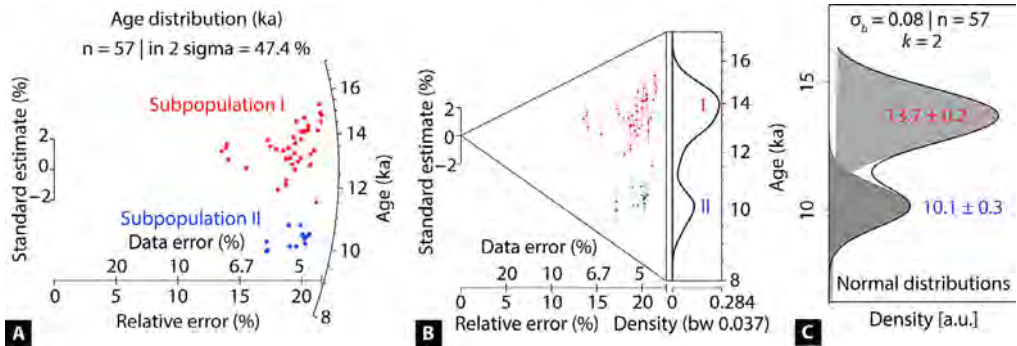 Age distribution (ka)
n = 57 | in 2 sigma = 47.4 %
Standard estimate (%)
2
0
−2
Subpopulation I
Subpopulation II
Data error (%)
20 10 6.7 5
0 5 10 15 20
Relative error (%)
16
14
12
10
8
Age (ka)
A
Standard estimate (%)
2
0
−2
Data error (%)
20 10 6.7 5
0 5 10 15 20
Relative error (%)
I
II
0 0.284
Density (bw 0.037)
16
14
12
10
8
Age (ka)
B
σb = 0.08 | n = 57
k = 2
15
10
13.7 ± 0.2
10.1 ± 0.3
Normal distributions
Density [a.u.]
C